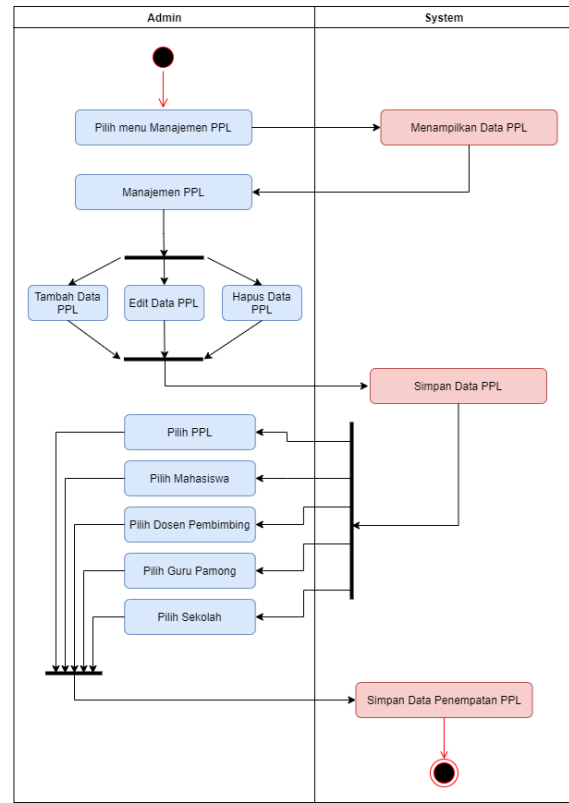 Admin
System
Pilih menu Manajemen PPL
Menampilkan Data PPL
Manajemen PPL
Tambah Data
PPL
Edit Data PPL
Hapus Data
PPL
Simpan Data PPL
Pilih PPL
Pilih Mahasiswa
Pilih Dosen Pembimbing
Pilih Guru Pamong
Pilih Sekolah
Simpan Data Penempatan PPL